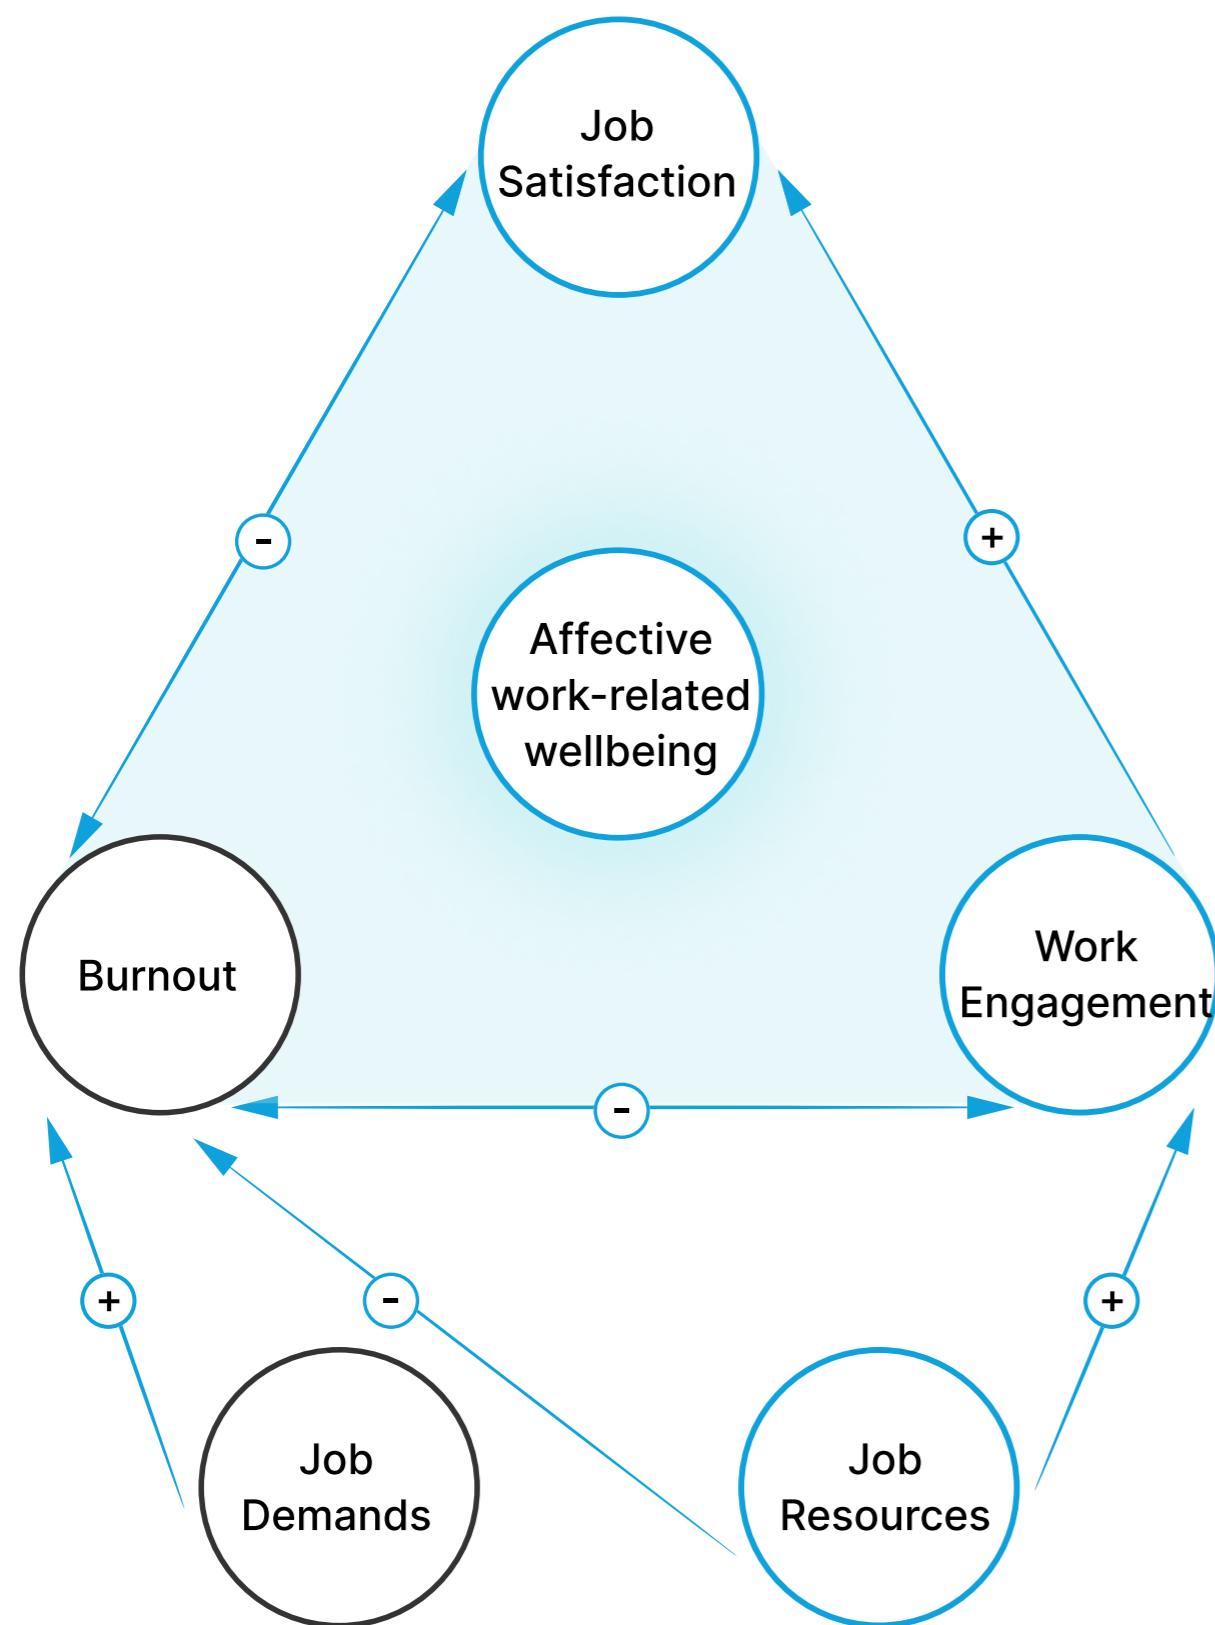 Job
Satisfaction
-
+
Affective
work-related
wellbeing
Burnout
Work
Engagement
-
+
-
+
Job
Demands
Job
Resources